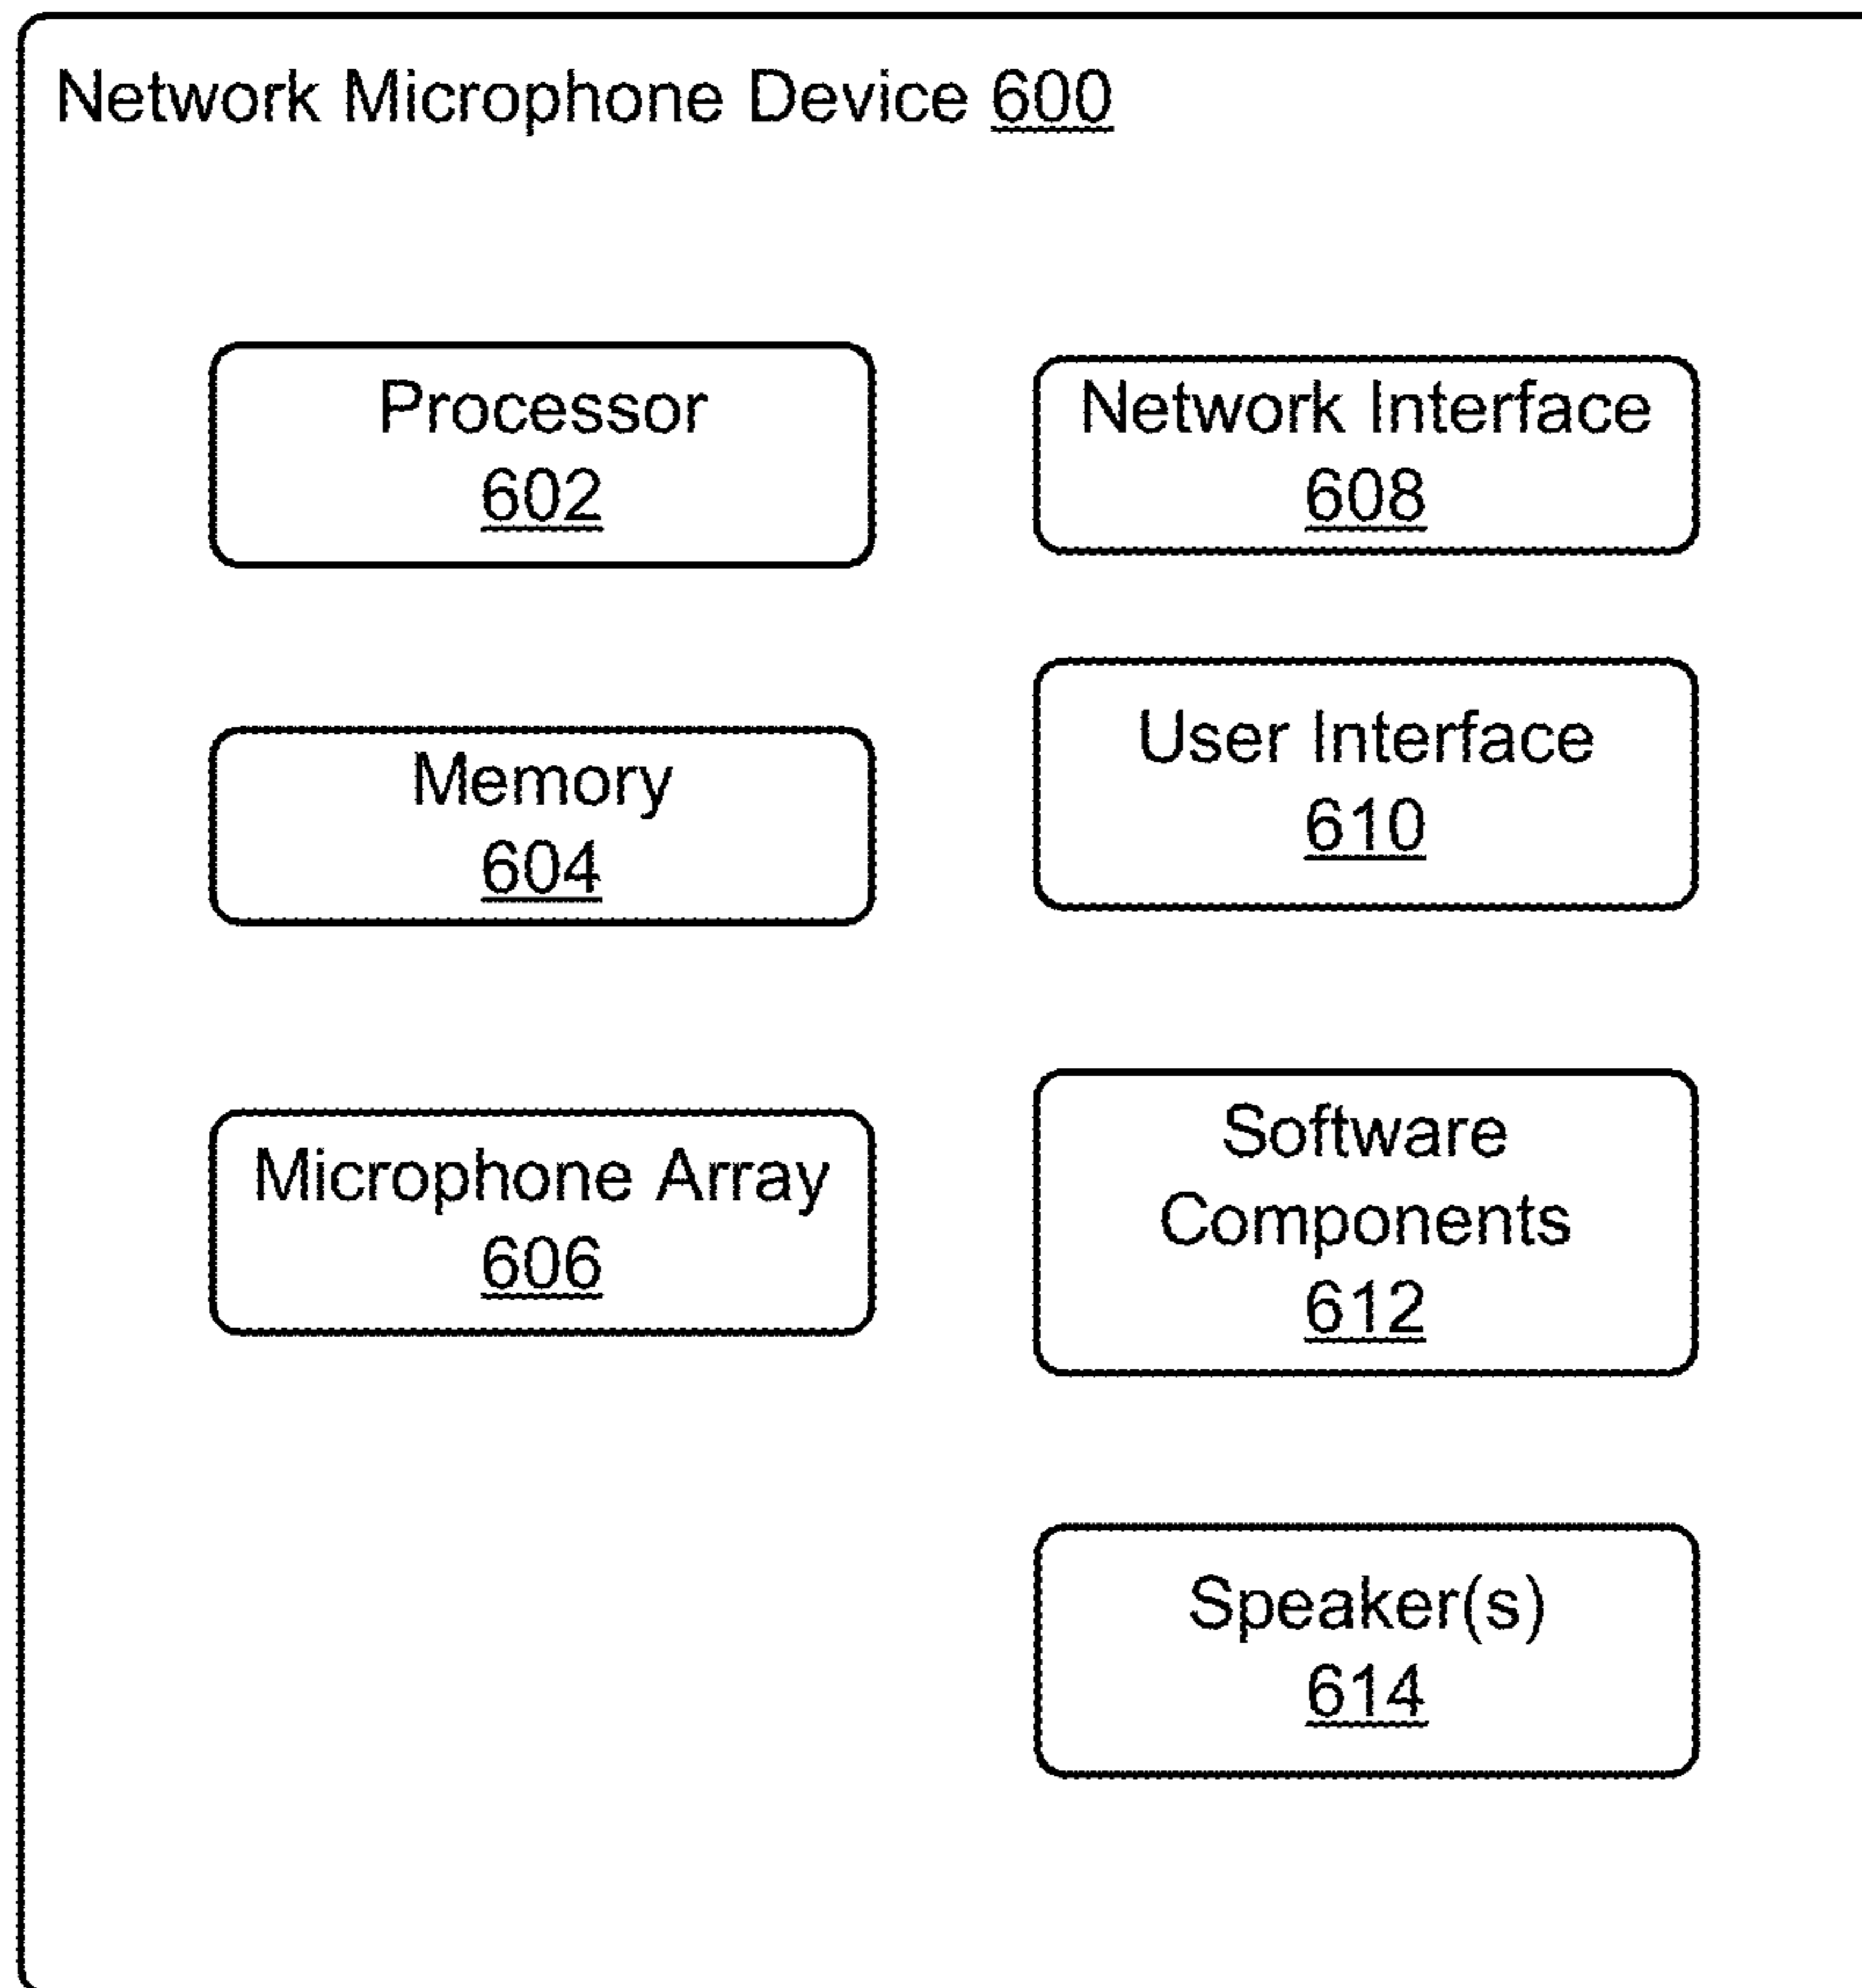 Network Microphone Device 600
Processor
602
Memory
604
Microphone Array
606
Network Interface
608
User Interface
610
Software
Components
612
Speaker(s)
614